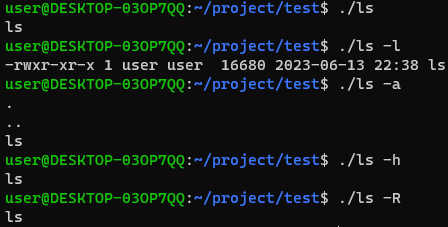 user@DESKTOP-03OP7QQ:~/project/test$ ./ls
ls
user@DESKTOP-03OP7QQ:~/project/test$ ./ls -l
-rwxr-xr-x 1 user user  16680 2023-06-13 22:38 ls
user@DESKTOP-03OP7QQ:~/project/test$ ./ls -a
.
..
ls
user@DESKTOP-03OP7QQ:~/project/test$ ./ls -h
ls
user@DESKTOP-03OP7QQ:~/project/test$ ./ls -R
ls